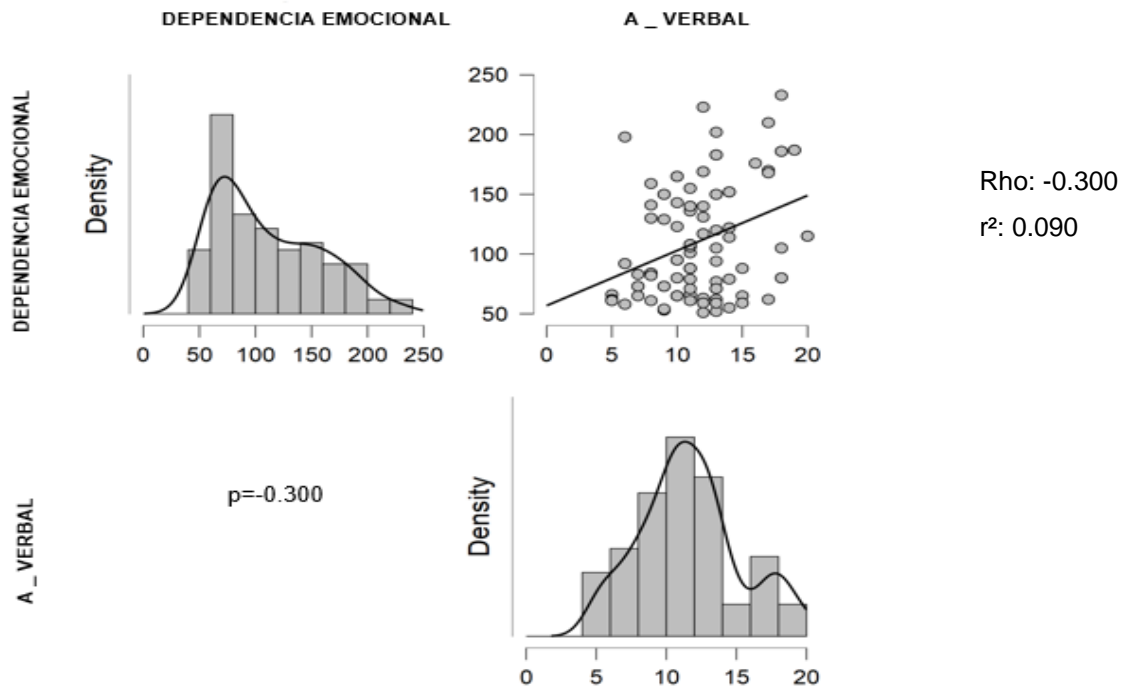 DEPENDENCIA EMOCIONAL
A _ VERBAL
DEPENDENCIA EMOCIONAL
Density
0 50 100 150 200 250
250
200
150
100
50
0 5 10 15 20
Rho: -0.300
r²: 0.090
A _ VERBAL
p=-0.300
Density
0 5 10 15 20